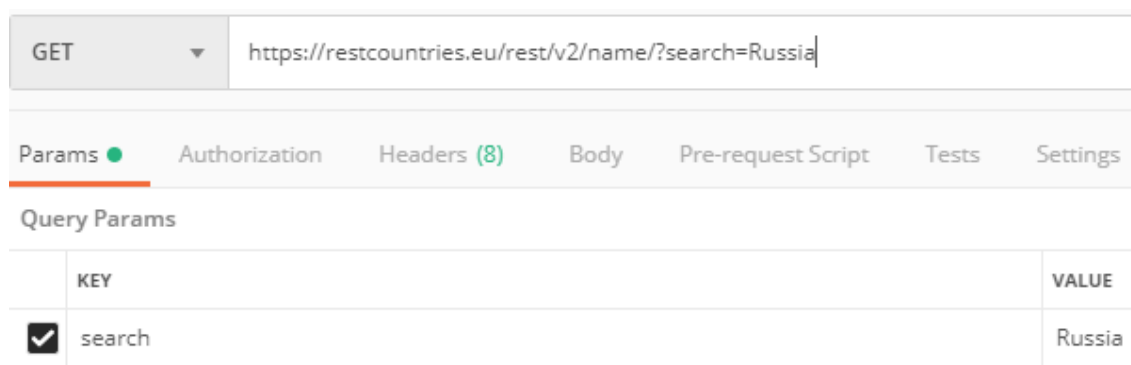 GET https://restcountries.eu/rest/v2/name/?search=Russia
Params Authorization Headers (8) Body Pre-request Script Tests Settings
Query Params
KEY VALUE
search Russia